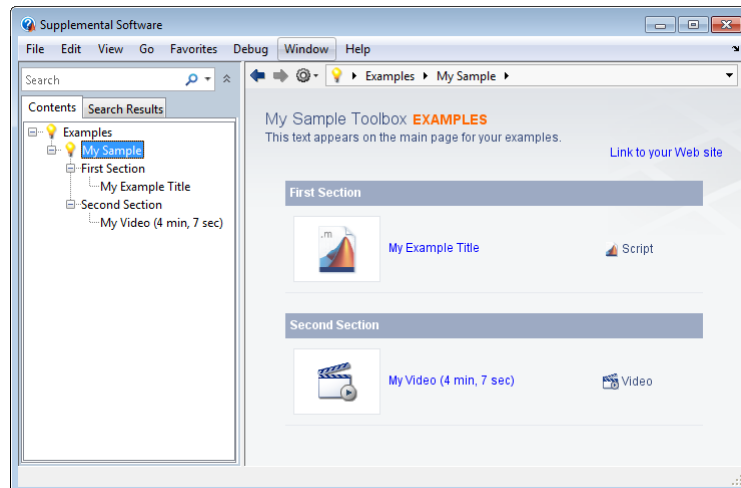 Supplemental Software
File Edit View Go Favorites Debug Window Help
Search
Examples My Sample
Contents Search Results
Examples
My Sample
First Section
My Example Title
Second Section
My Video (4 min, 7 sec)
My Sample Toolbox EXAMPLES
This text appears on the main page for your examples.
Link to your Web site
First Section
.m
My Example Title Script
Second Section
My Video (4 min, 7 sec) Video